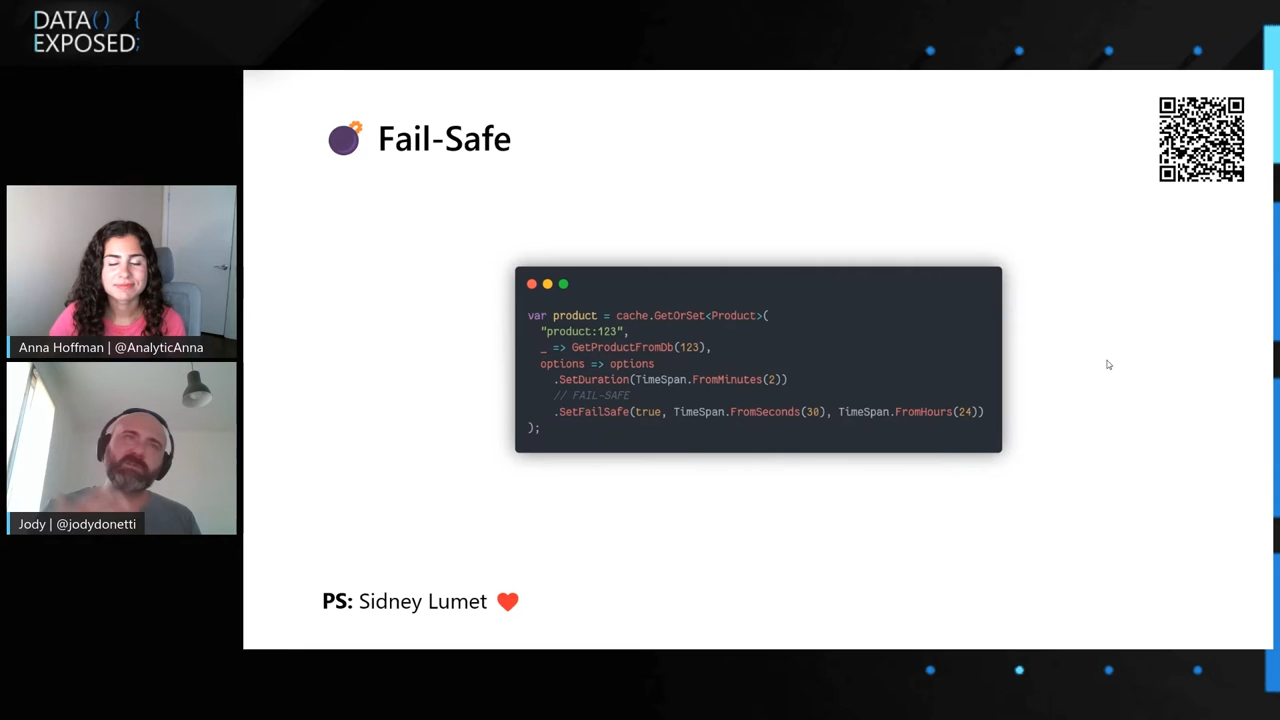 DATA() {
EXPOSED;
Fail-Safe
Anna Hoffman | @AnalyticAnna
Jody | @jodydonetti
var product = cache.GetOrSet<Product>(
"product:123",
_ => GetProductFromDb(123),
options => options
.SetDuration(TimeSpan.FromMinutes(2))
// FAIL-SAFE
.SetFailSafe(true, TimeSpan.FromSeconds(30), TimeSpan.FromHours(24))
);
PS: Sidney Lumet ❤️